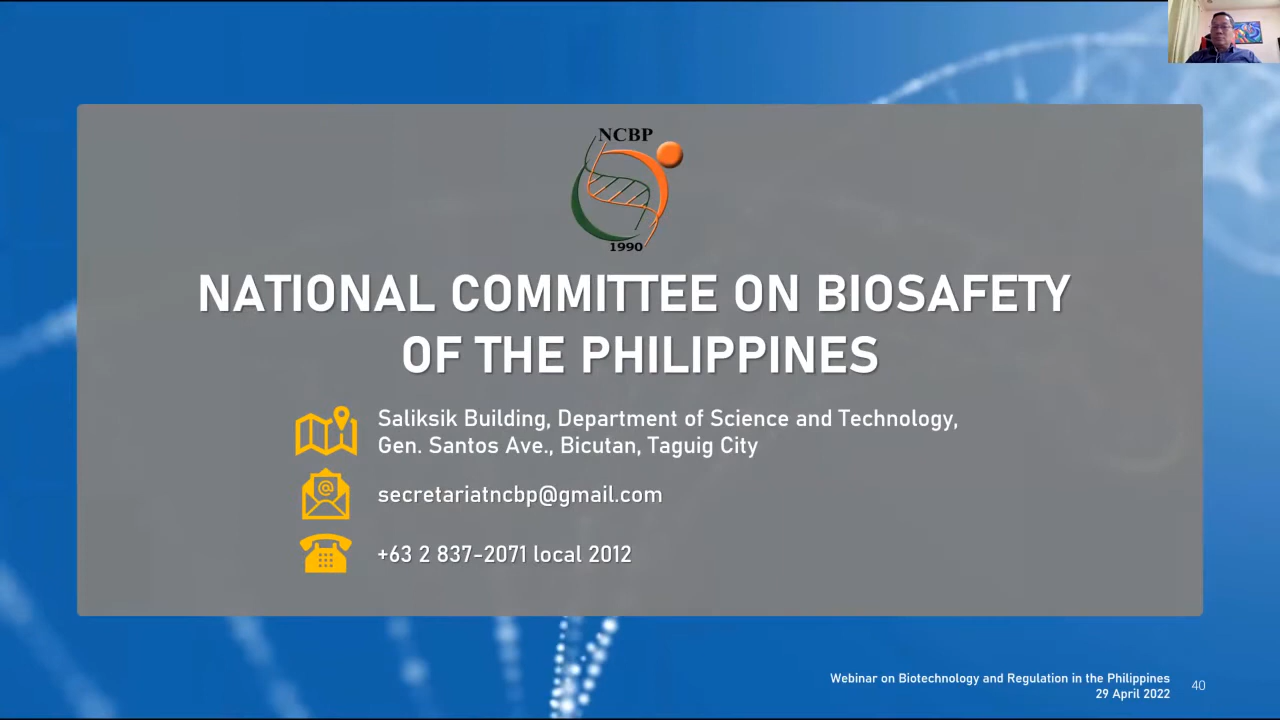 NCBP
1990
NATIONAL COMMITTEE ON BIOSAFETY
OF THE PHILIPPINES
Saliksik Building, Department of Science and Technology,
Gen. Santos Ave., Bicutan, Taguig City
@
secretariatncbp@gmail.com
+63 2 837-2071 local 2012
Webinar on Biotechnology and Regulation in the Philippines
29 April 2022
40